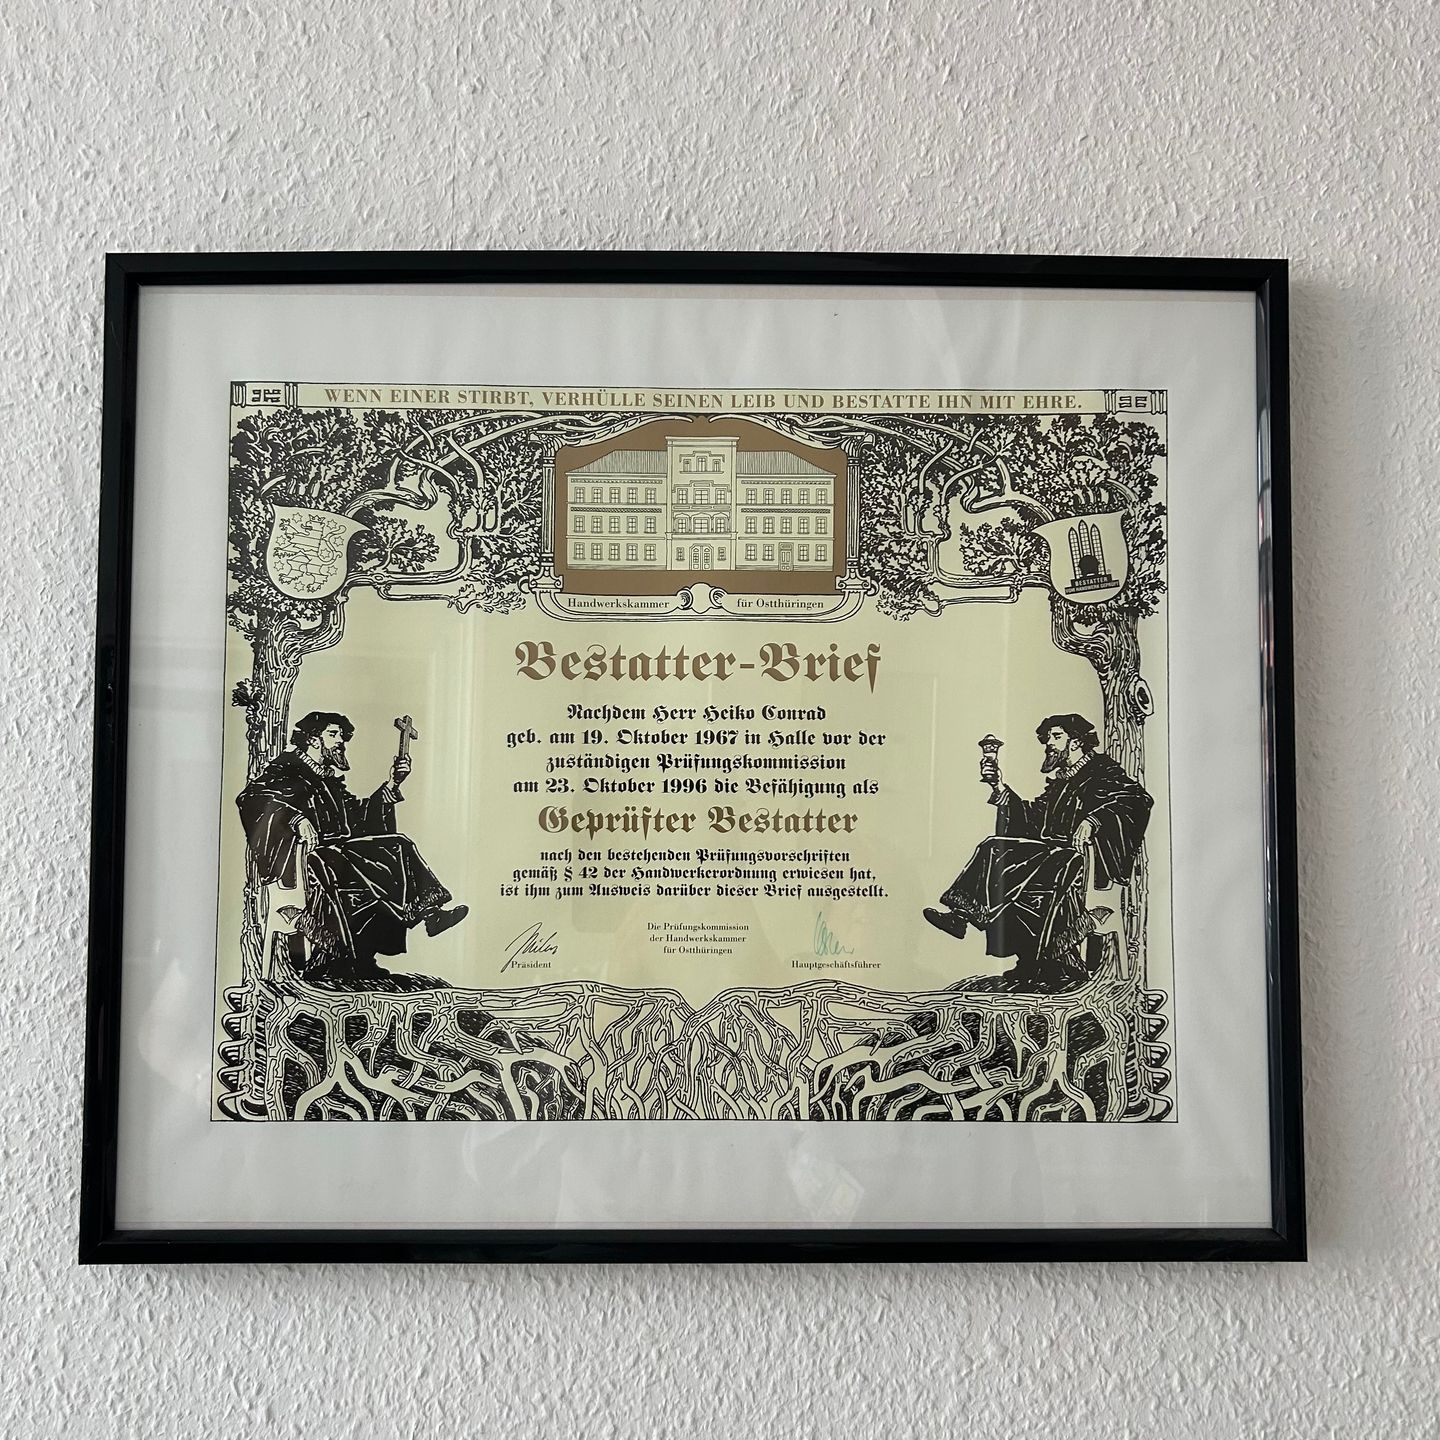 WENN EINER STIRBT, VERHÜLLE SEINEN LEIB UND BESTATTE IHN MIT EHRE.
BESTATTER
VOM HANDWERK GEPRÜFT
Handwerkskammer für Ostthüringen
Bestatter-Brief
Nachdem Herr Heiko Conrad
geb. am 19. Oktober 1967 in Halle vor der
zuständigen Prüfungskommission
am 23. Oktober 1996 die Befähigung als
Geprüfter Bestatter
nach den bestehenden Prüfungsvorschriften
gemäß § 42 der Handwerkerordnung erwiesen hat,
ist ihm zum Ausweis darüber dieser Brief ausgestellt.
Die Prüfungskommission
der Handwerkskammer
für Ostthüringen
Präsident
Hauptgeschäftsführer